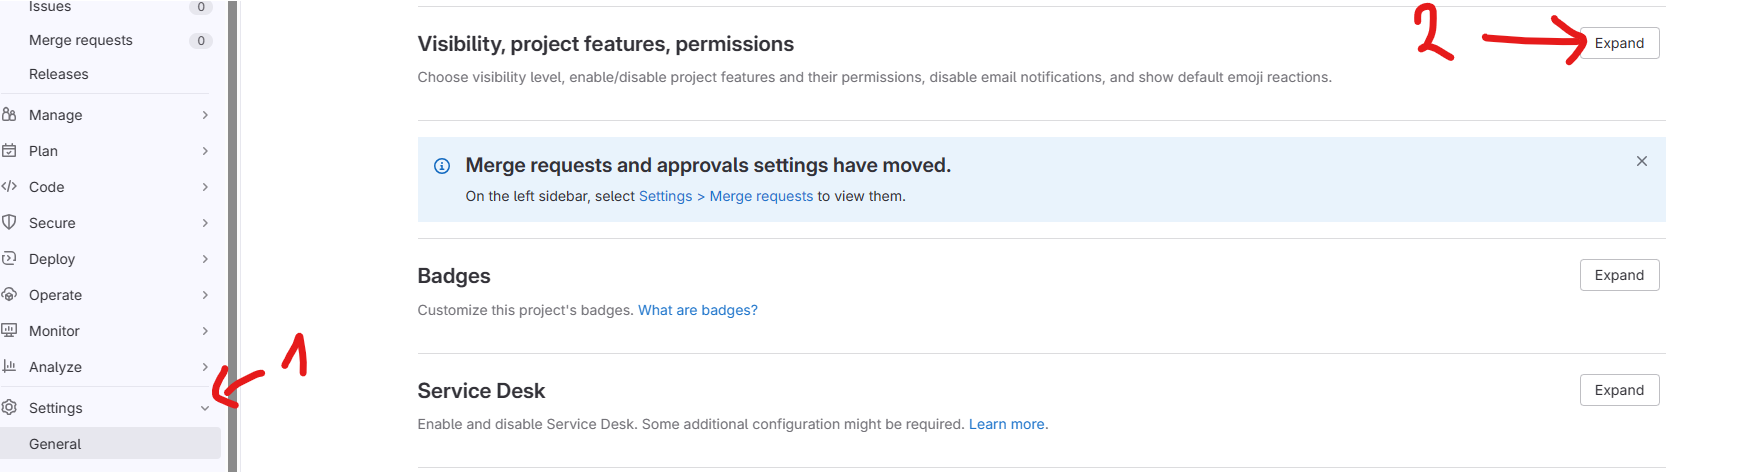 Issues 0
Merge requests 0
Releases
Manage
Plan
Code
Secure
Deploy
Operate
Monitor
Analyze
1
Settings
General
Visibility, project features, permissions
2
Expand
Choose visibility level, enable/disable project features and their permissions, disable email notifications, and show default emoji reactions.
Merge requests and approvals settings have moved.
On the left sidebar, select Settings > Merge requests to view them.
Badges
Expand
Customize this project's badges. What are badges?
Service Desk
Expand
Enable and disable Service Desk. Some additional configuration might be required. Learn more.